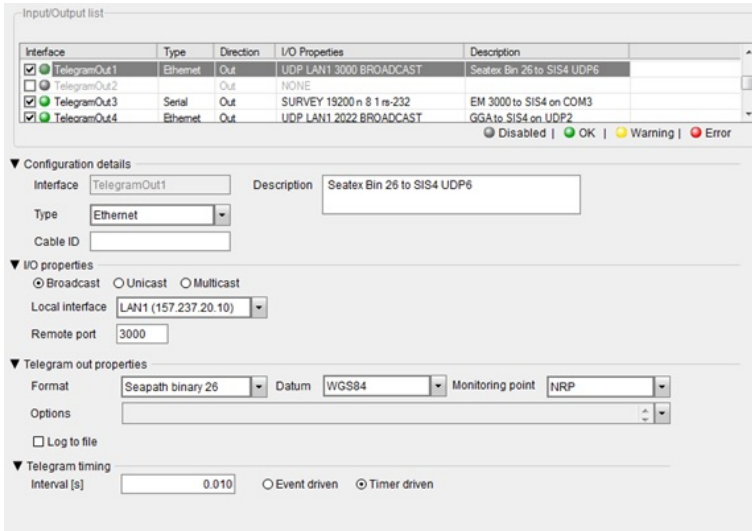 Input/Output list
Interface Type Direction I/O Properties Description
TelegramOut1 Ethernet Out UDP LAN1 3000 BROADCAST Seatex Bin 26 to SIS4 UDP6
TelegramOut2 Out NONE
TelegramOut3 Serial Out SURVEY 19200 n 8 1 rs-232 EM 3000 to SIS4 on COM3
TelegramOut4 Ethernet Out UDP LAN1 2022 BROADCAST GGA to SIS4 on UDP2
Disabled | OK | Warning | Error
Configuration details
Interface TelegramOut1 Description Seatex Bin 26 to SIS4 UDP6
Type Ethernet
Cable ID
I/O properties
Broadcast Unicast Multicast
Local interface LAN1 (157.237.20.10)
Remote port 3000
Telegram out properties
Format Seapath binary 26 Datum WGS84 Monitoring point NRP
Options
Log to file
Telegram timing
Interval [s] 0.010 Event driven Timer driven